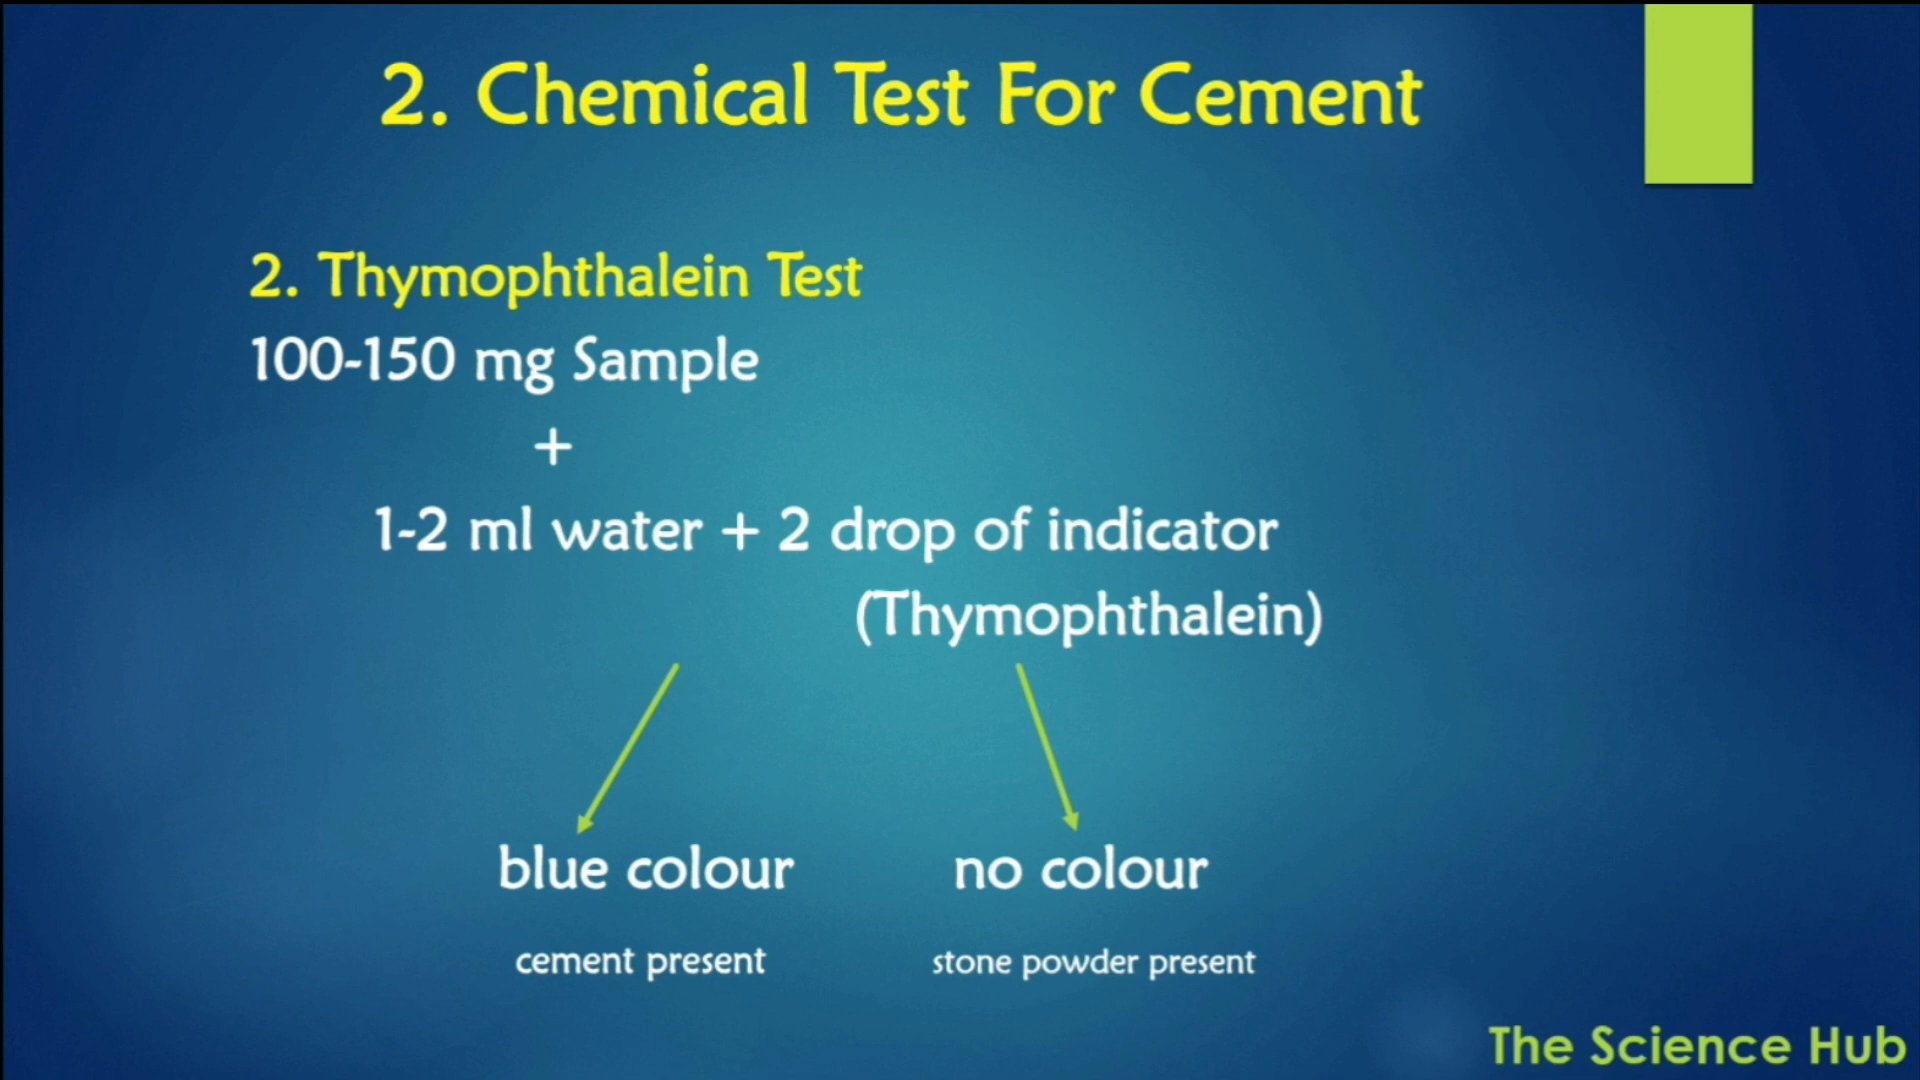 2. Chemical Test For Cement
2. Thymophthalein Test
100-150 mg Sample
+
1-2 ml water + 2 drop of indicator
(Thymophthalein)
blue colour
no colour
cement present
stone powder present
The Science Hub